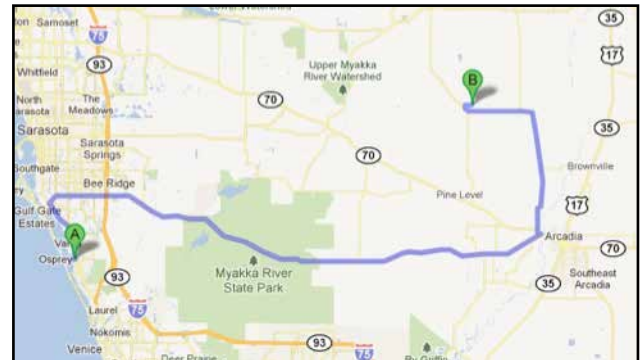 Samoset
75
35
93
17
Whitfield
Upper Myakka
River Watershed
B
North
The
Meadows
70
Sarasota
35
Sarasota
Springs
70
Southgate
Brownville
Bee Ridge
Pine Level
17
Gulf Gate
Estates
A
Arcadia
70
Osprey
Myakka River
State Park
93
Southeast
Arcadia
35
Laurel
75
Nokomis
93
75
Venice